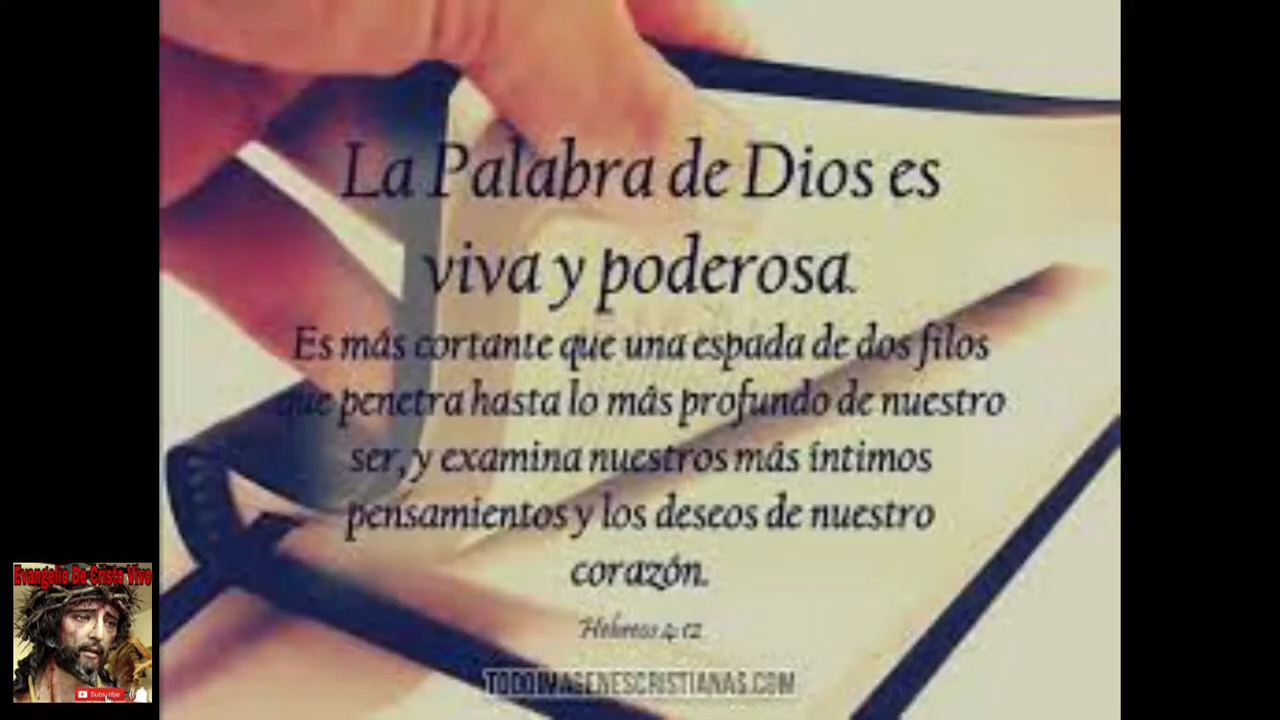 La Palabra de Dios es
viva y poderosa.
Es más cortante que una espada de dos filos
que penetra hasta lo más profundo de nuestro
ser, y examina nuestros más íntimos
pensamientos y los deseos de nuestro
corazón.
Hebreos 4:12
TODOIMAGENESCRISTIANAS.COM
Evangelio De Cristo Vivo
Subscribe